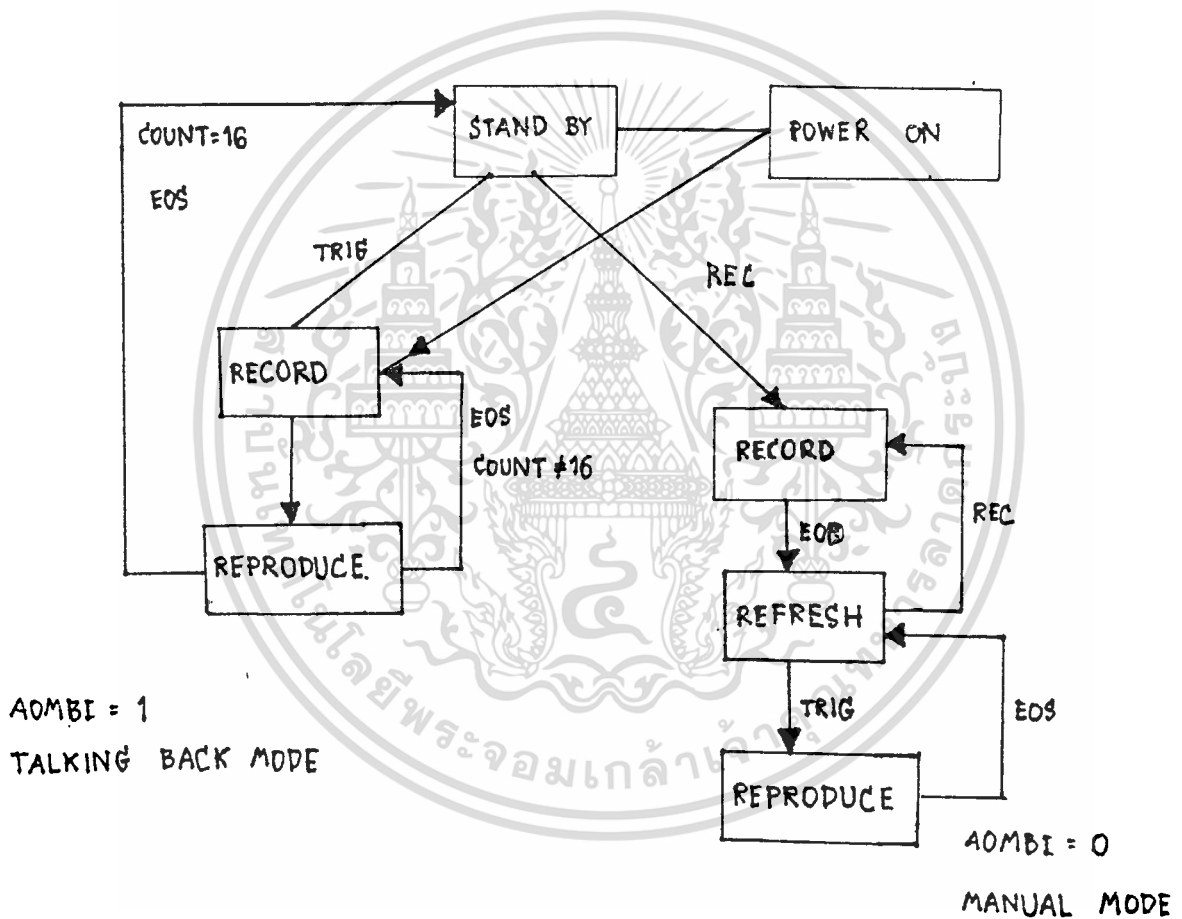 STAND BY
POWER ON
COUNT=16
EOS
TRIG
REC
RECORD
EOS
COUNT≠16
REPRODUCE.
RECORD
REC
REFRESH
TRIG
EOS
REPRODUCE
AOMBI = 1
TALKING BACK MODE
AOMBI = 0
MANUAL MODE